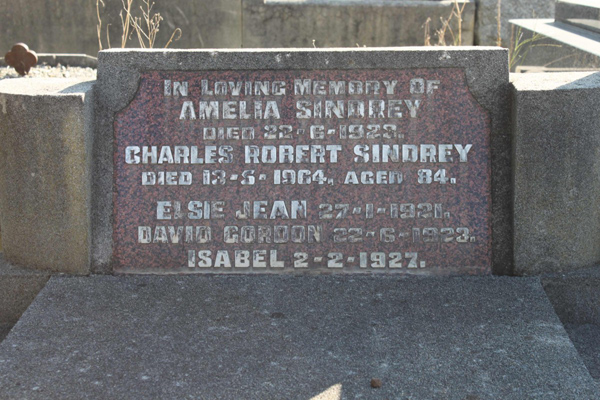 IN LOVING MEMORY OF
AMELIA SINDREY
DIED 22-6-1923.
CHARLES ROBERT SINDREY
DIED 13-5-1964, AGED 84.
ELSIE JEAN 27-1-1921.
DAVID GORDON 22-6-1923.
ISABEL 2-2-1927.